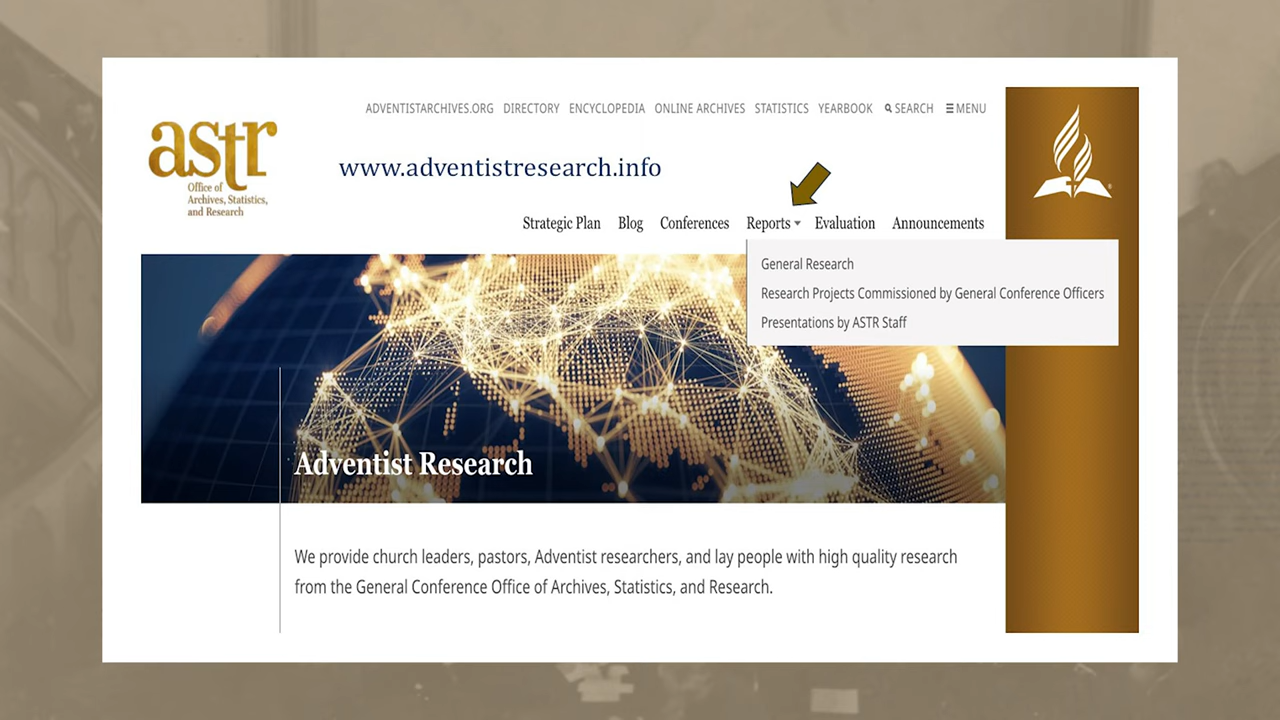 ADVENTISTARCHIVES.ORG DIRECTORY ENCYCLOPEDIA ONLINE ARCHIVES STATISTICS YEARBOOK SEARCH MENU
astr
Office of
Archives, Statistics,
and Research
www.adventistresearch.info
Strategic Plan Blog Conferences Reports Evaluation Announcements
General Research
Research Projects Commissioned by General Conference Officers
Presentations by ASTR Staff
Adventist Research
We provide church leaders, pastors, Adventist researchers, and lay people with high quality research
from the General Conference Office of Archives, Statistics, and Research.